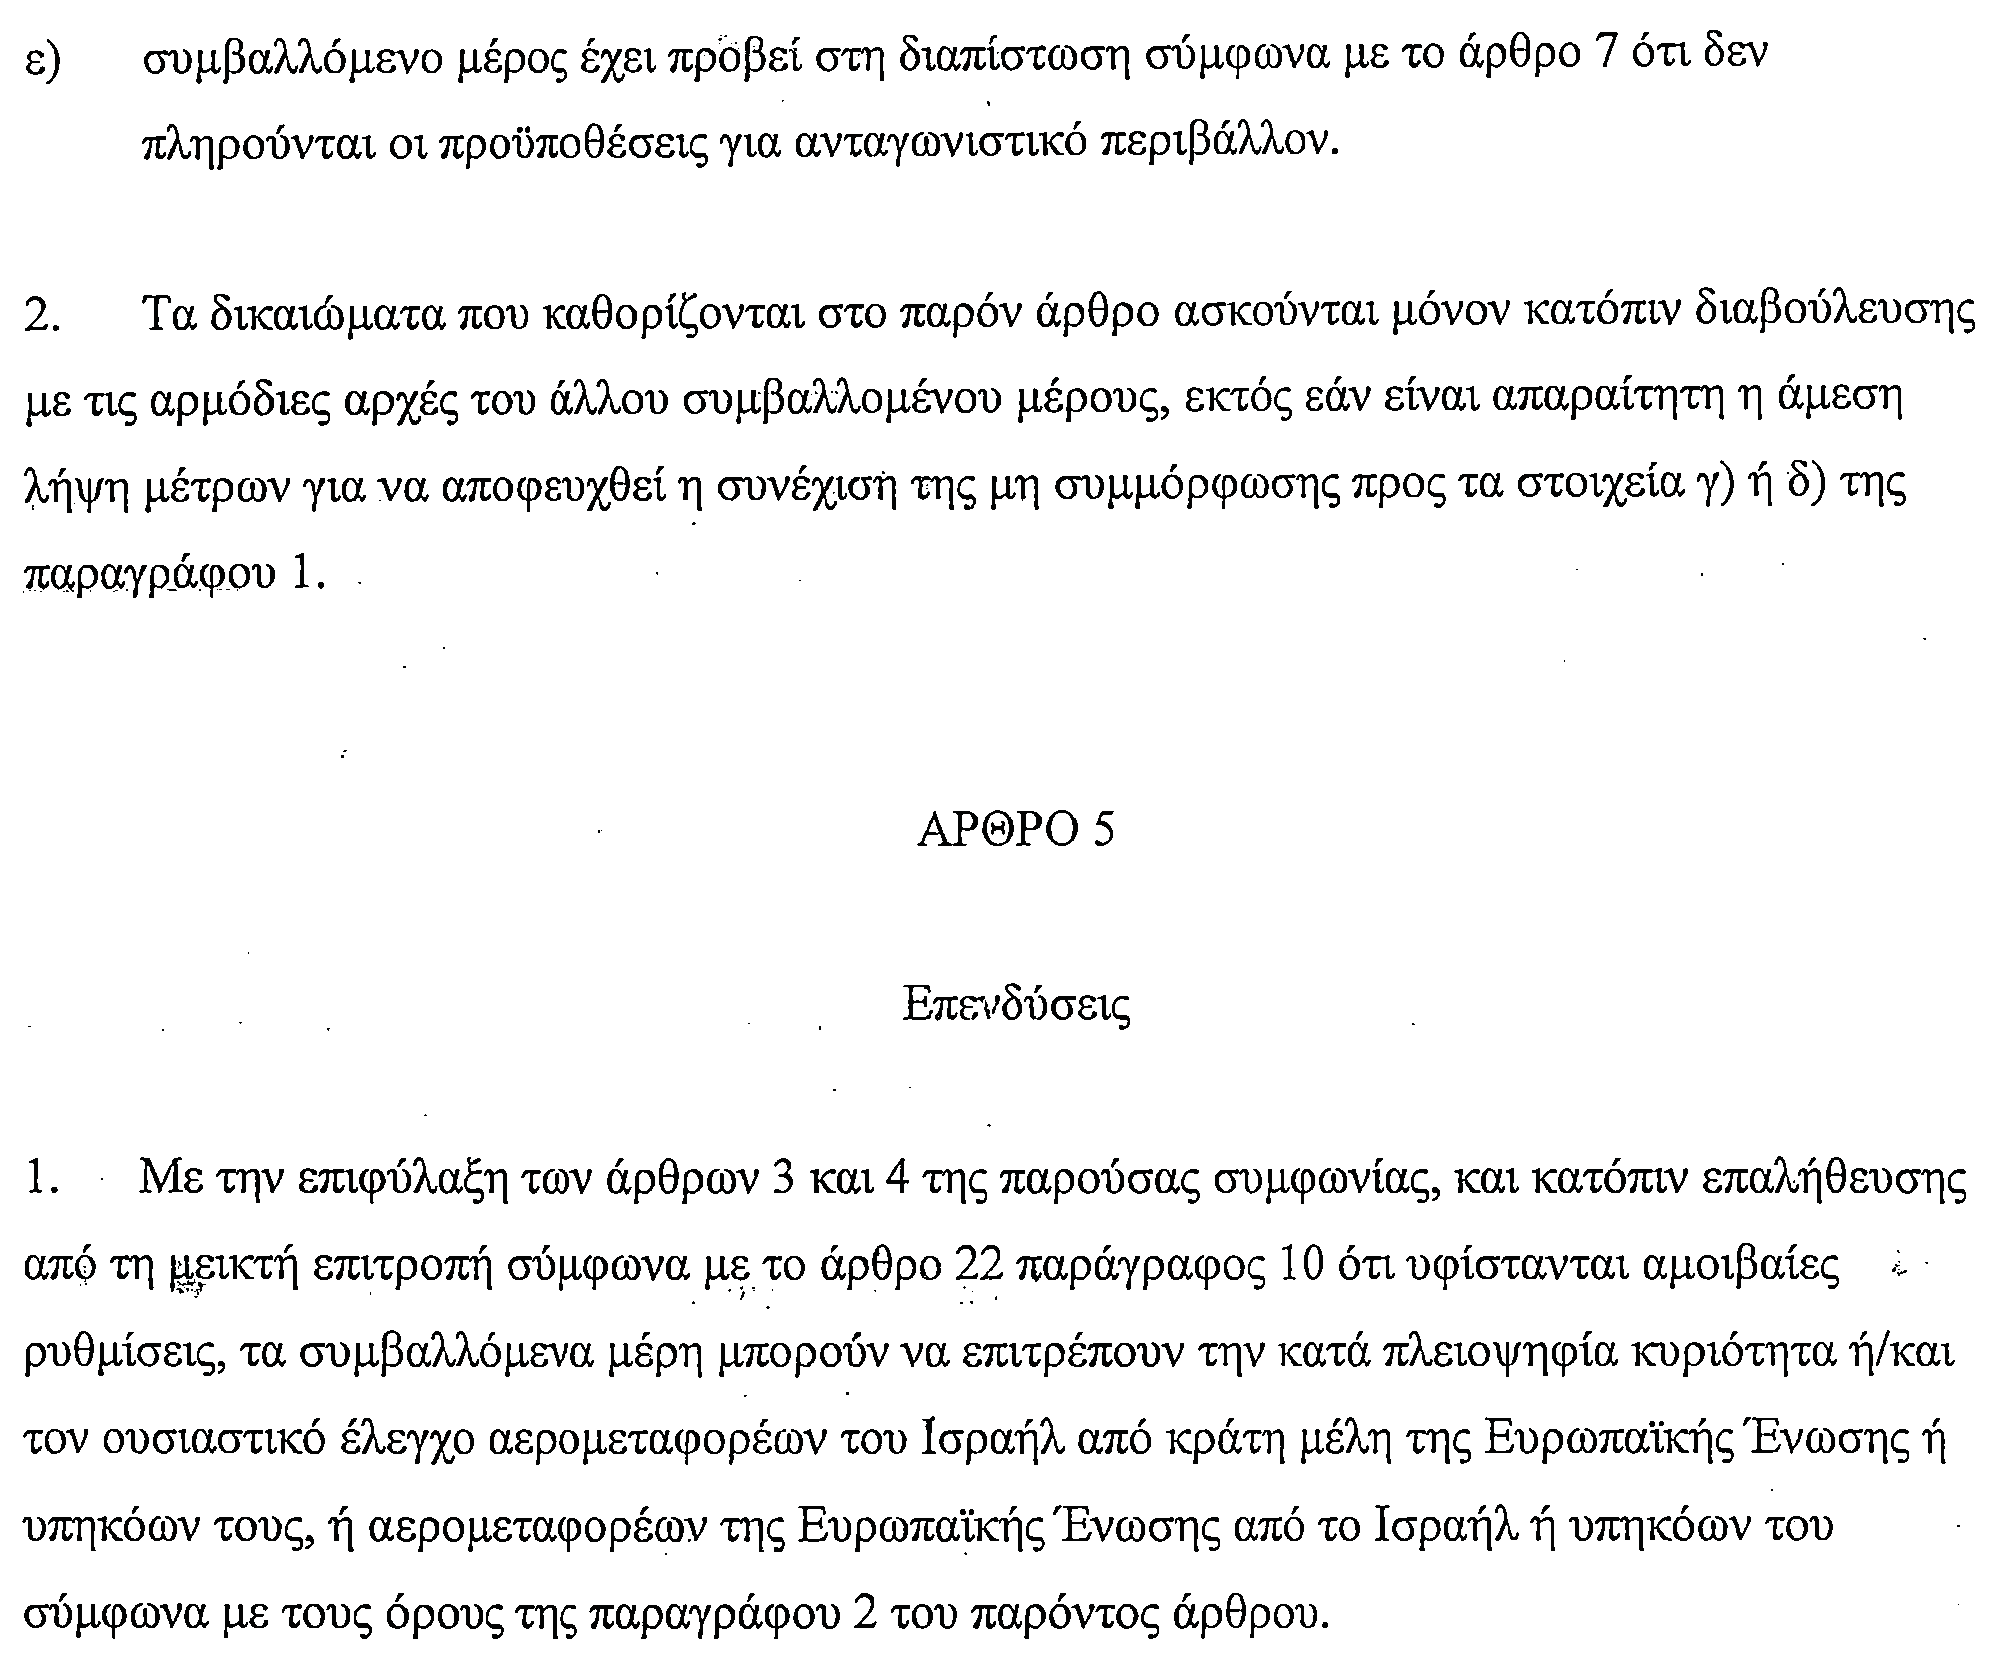 ε) συμβαλλόμενο μέρος έχει προβεί στη διαπίστωση σύμφωνα με το άρθρο 7 ότι δεν
πληρούνται οι προϋποθέσεις για ανταγωνιστικό περιβάλλον.
2. Τα δικαιώματα που καθορίζονται στο παρόν άρθρο ασκούνται μόνον κατόπιν διαβούλευσης
με τις αρμόδιες αρχές του άλλου συμβαλλομένου μέρους, εκτός εάν είναι απαραίτητη η άμεση
λήψη μέτρων για να αποφευχθεί η συνέχιση της μη συμμόρφωσης προς τα στοιχεία γ) ή δ) της
παραγράφου 1.
ΑΡΘΡΟ 5
Επενδύσεις
1. Με την επιφύλαξη των άρθρων 3 και 4 της παρούσας συμφωνίας, και κατόπιν επαλήθευσης
από τη μεικτή επιτροπή σύμφωνα με το άρθρο 22 παράγραφος 10 ότι υφίστανται αμοιβαίες
ρυθμίσεις, τα συμβαλλόμενα μέρη μπορούν να επιτρέπουν την κατά πλειοψηφία κυριότητα ή/και
τον ουσιαστικό έλεγχο αερομεταφορέων του Ισραήλ από κράτη μέλη της Ευρωπαϊκής Ένωσης ή
υπηκόων τους, ή αερομεταφορέων της Ευρωπαϊκής Ένωσης από το Ισραήλ ή υπηκόων του
σύμφωνα με τους όρους της παραγράφου 2 του παρόντος άρθρου.